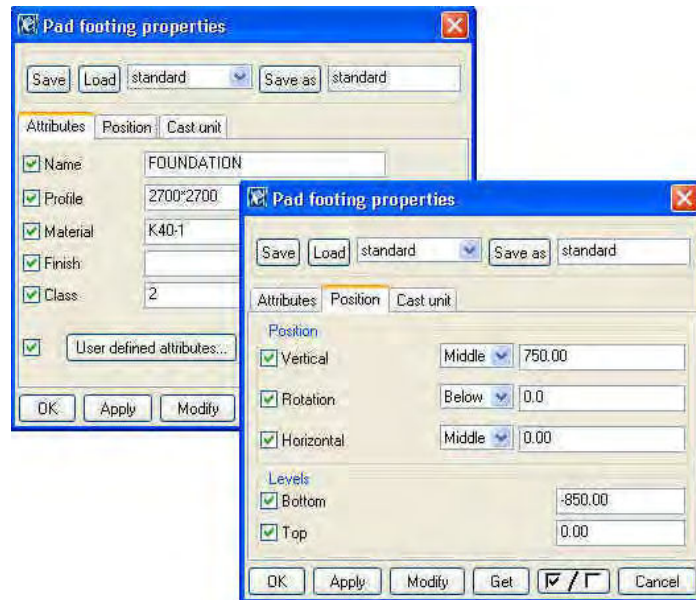 Pad footing properties
Save Load standard Save as standard
Attributes Position Cast unit
Name FOUNDATION
Profile 2700*2700
Material K40-1
Finish
Class 2
User defined attributes...
OK Apply Modify
Pad footing properties
Save Load standard Save as standard
Attributes Position Cast unit
Position
Vertical Middle 750.00
Rotation Below 0.0
Horizontal Middle 0.00
Levels
Bottom -850.00
Top 0.00
OK Apply Modify Get / Cancel